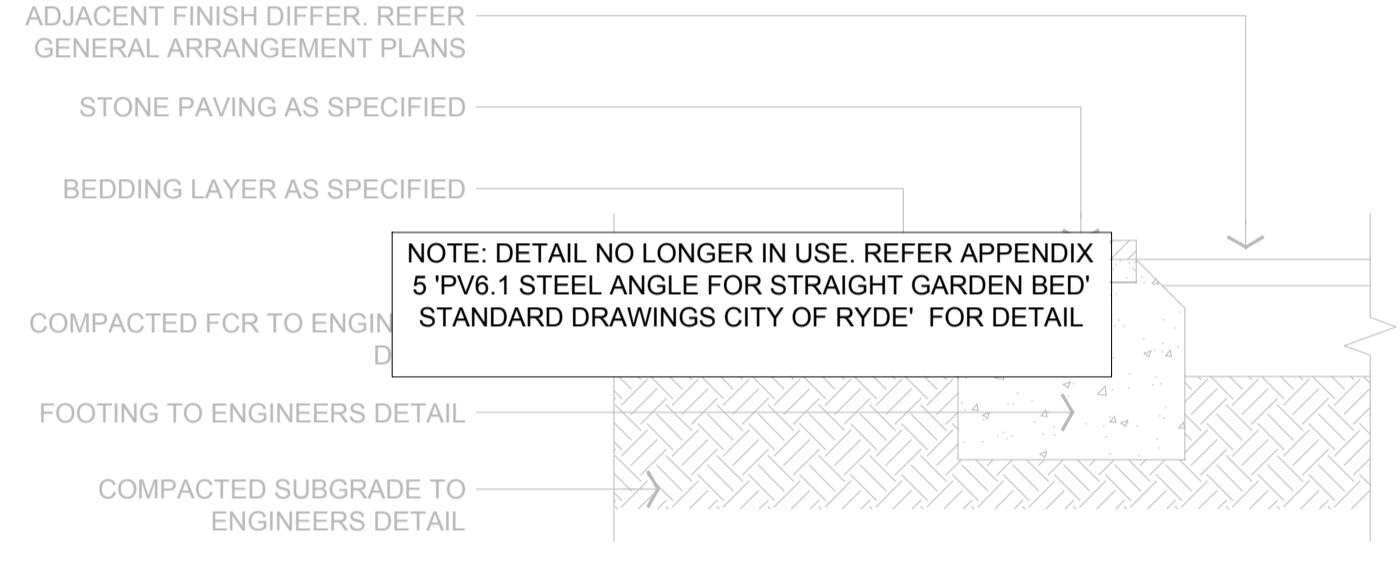 ADJACENT FINISH DIFFER. REFER
GENERAL ARRANGEMENT PLANS
STONE PAVING AS SPECIFIED
BEDDING LAYER AS SPECIFIED
NOTE: DETAIL NO LONGER IN USE. REFER APPENDIX
5 'PV6.1 STEEL ANGLE FOR STRAIGHT GARDEN BED'
STANDARD DRAWINGS CITY OF RYDE' FOR DETAIL
COMPACTED FCR TO
FOOTING TO ENGINEERS DETAIL
COMPACTED SUBGRADE TO
ENGINEERS DETAIL